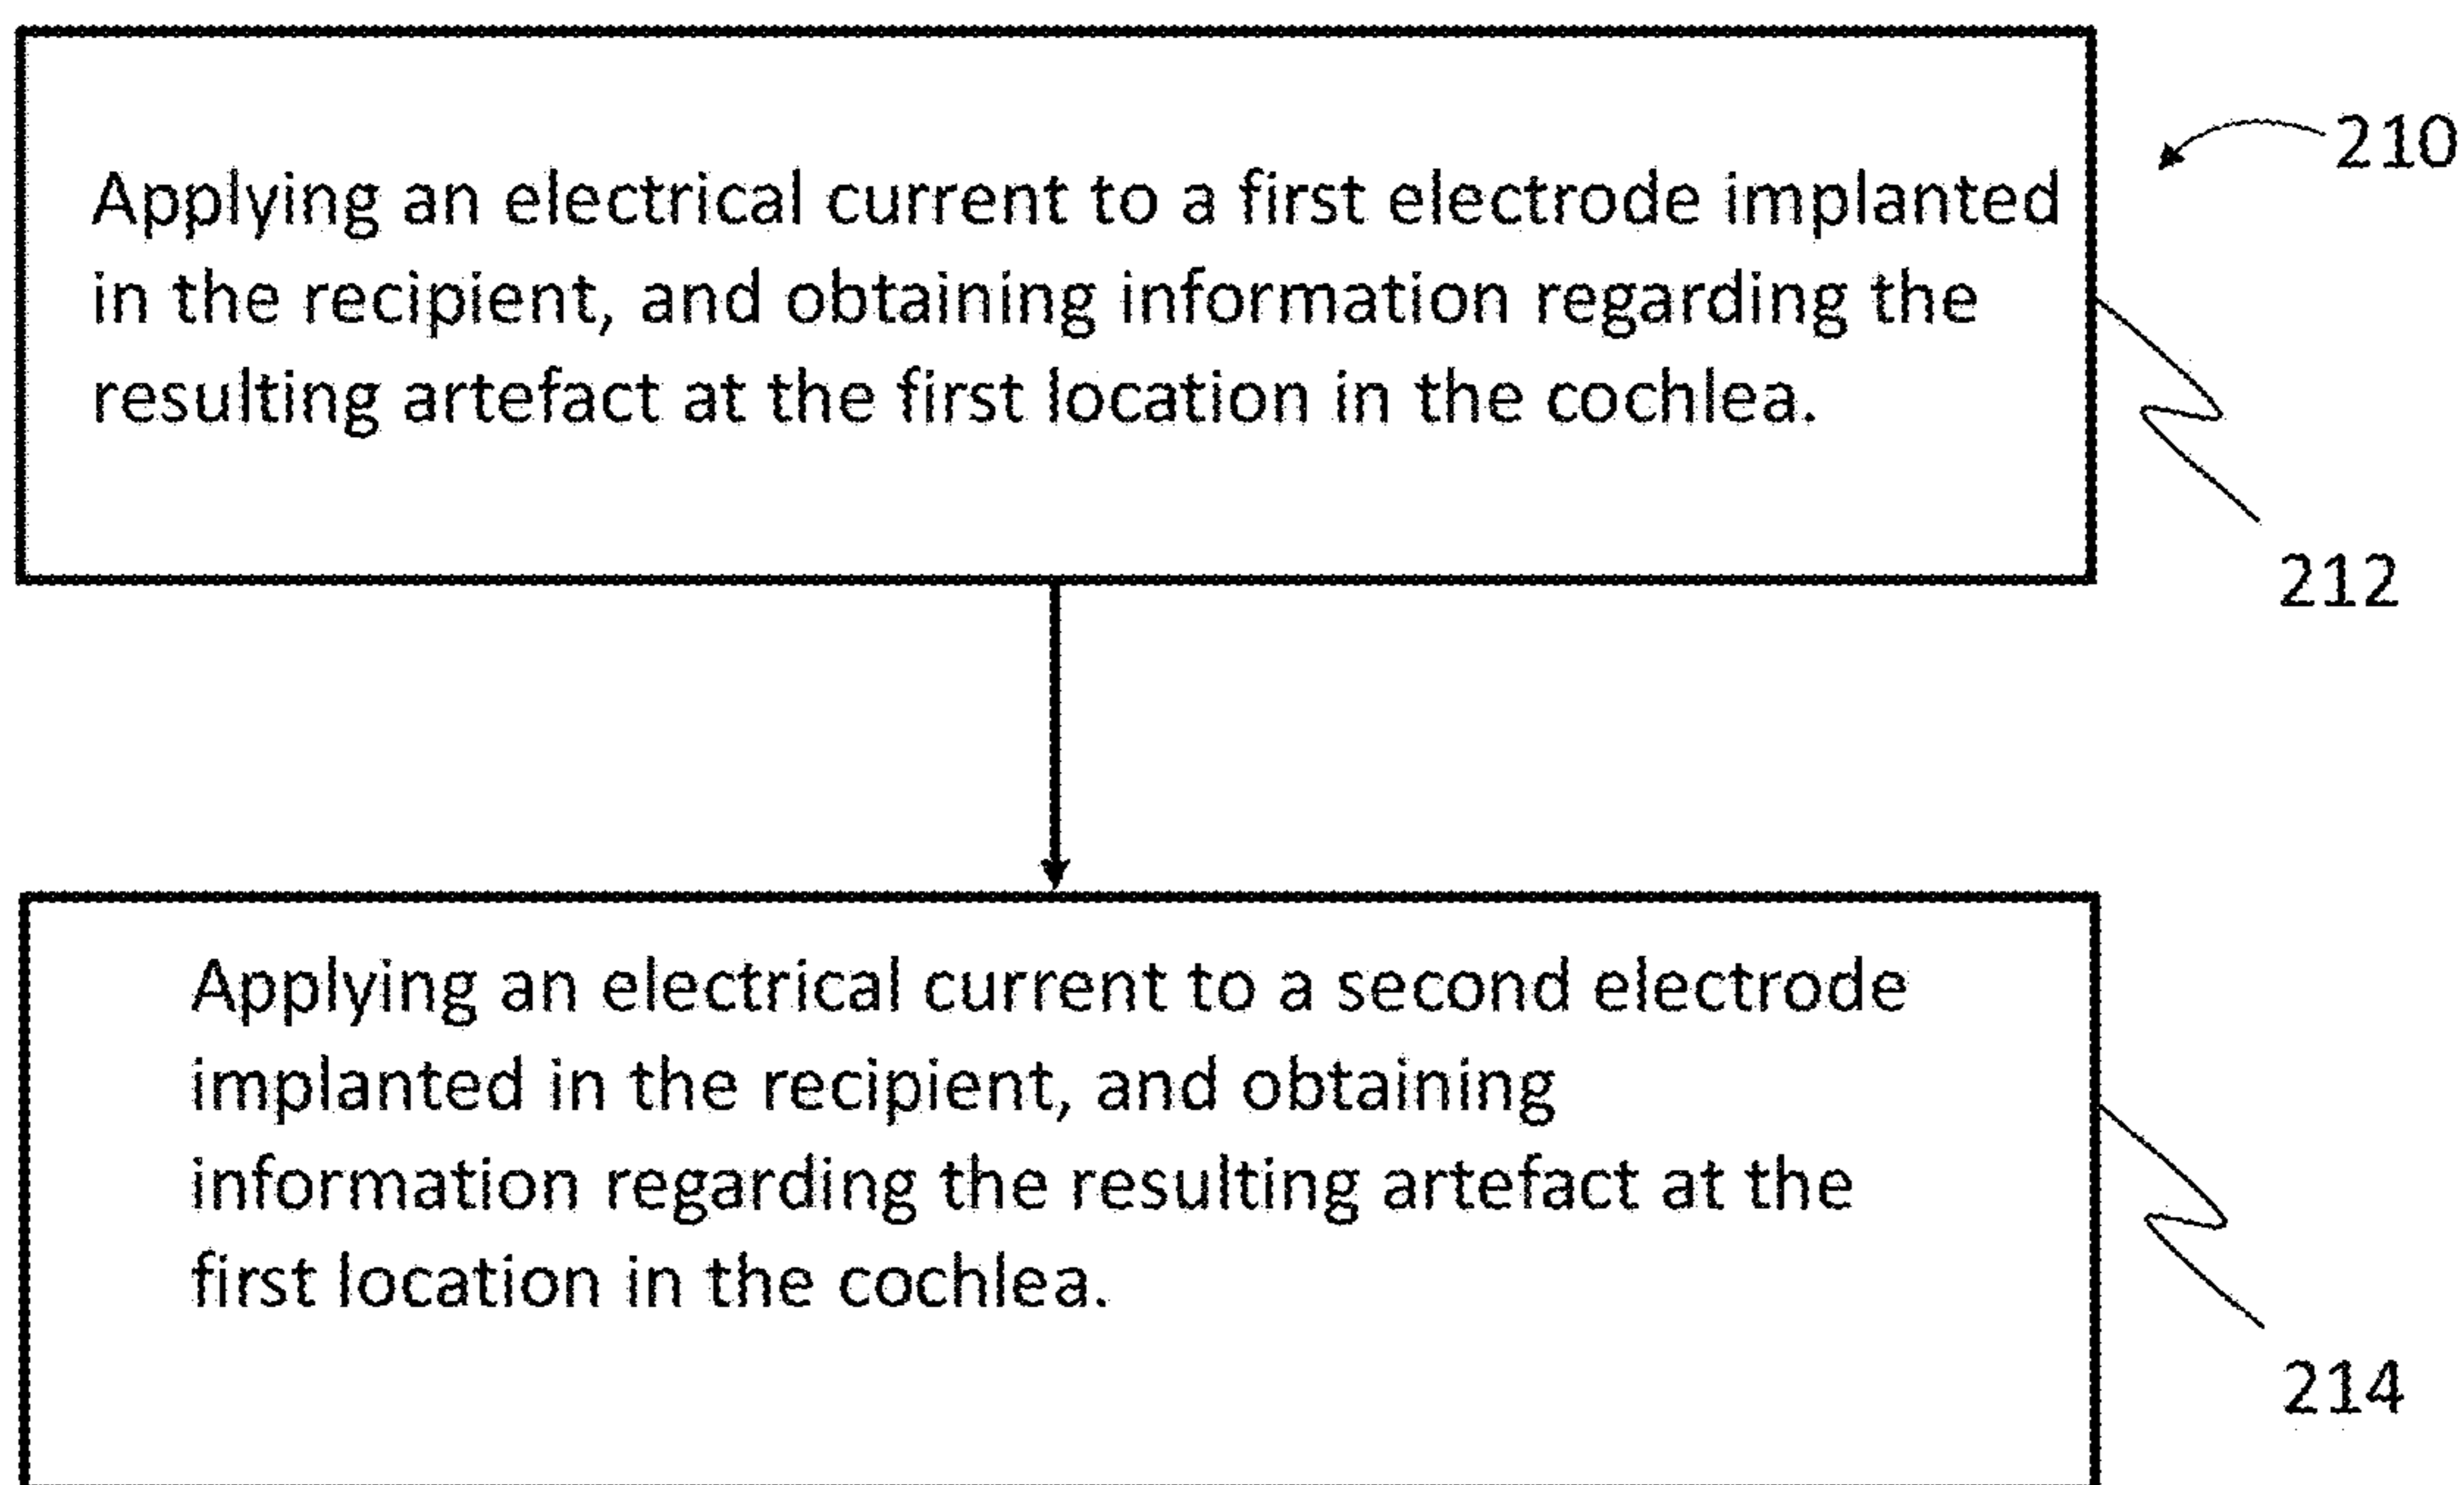 210
Applying an electrical current to a first electrode implanted
in the recipient, and obtaining information regarding the
resulting artefact at the first location in the cochlea.
212
Applying an electrical current to a second electrode
implanted in the recipient, and obtaining
information regarding the resulting artefact at the
first location in the cochlea.
214